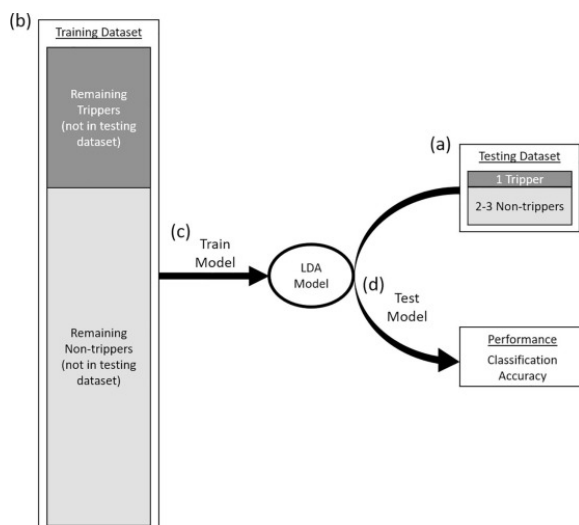 (b)
Training Dataset
Remaining
Trippers
(not in testing
dataset)
Remaining
Non-trippers
(not in testing
dataset)
(c)
Train
Model
LDA
Model
(a)
Testing Dataset
1 Tripper
2-3 Non-trippers
(d)
Test
Model
Performance
Classification
Accuracy